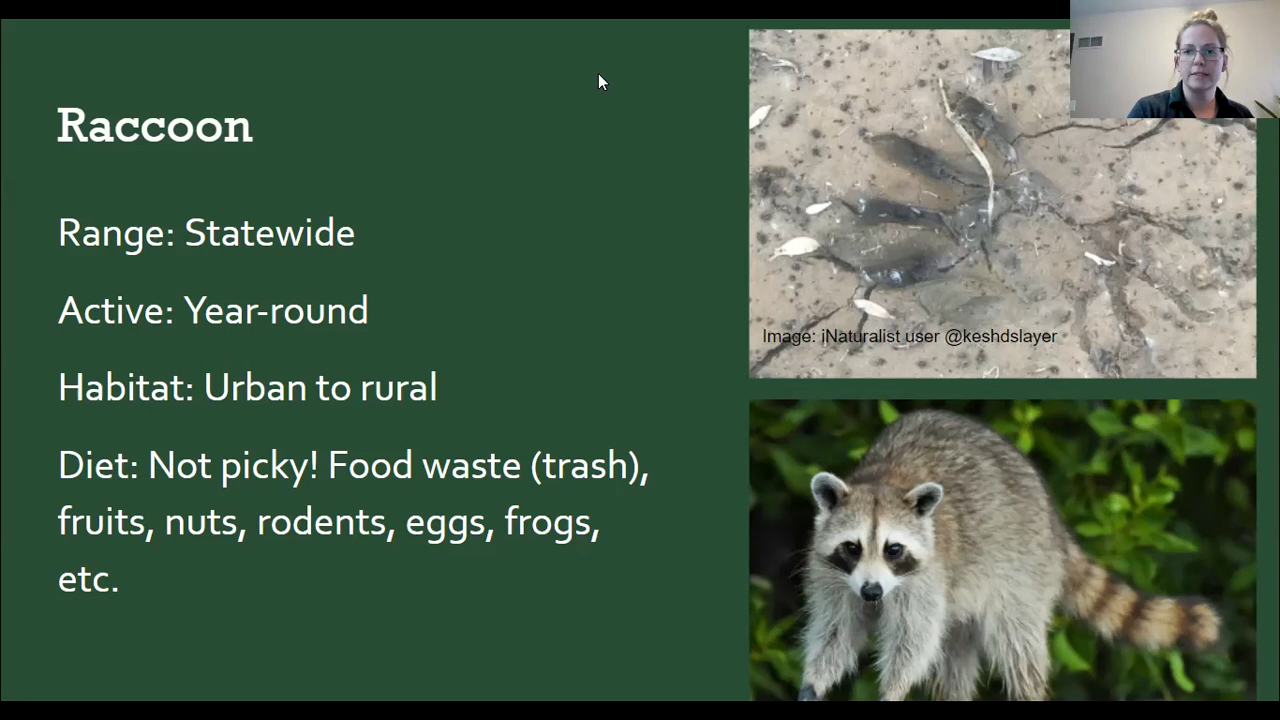 Raccoon
Range: Statewide
Active: Year-round
Habitat: Urban to rural
Diet: Not picky! Food waste (trash),
fruits, nuts, rodents, eggs, frogs,
etc.
Image: iNaturalist user @keshdslayer